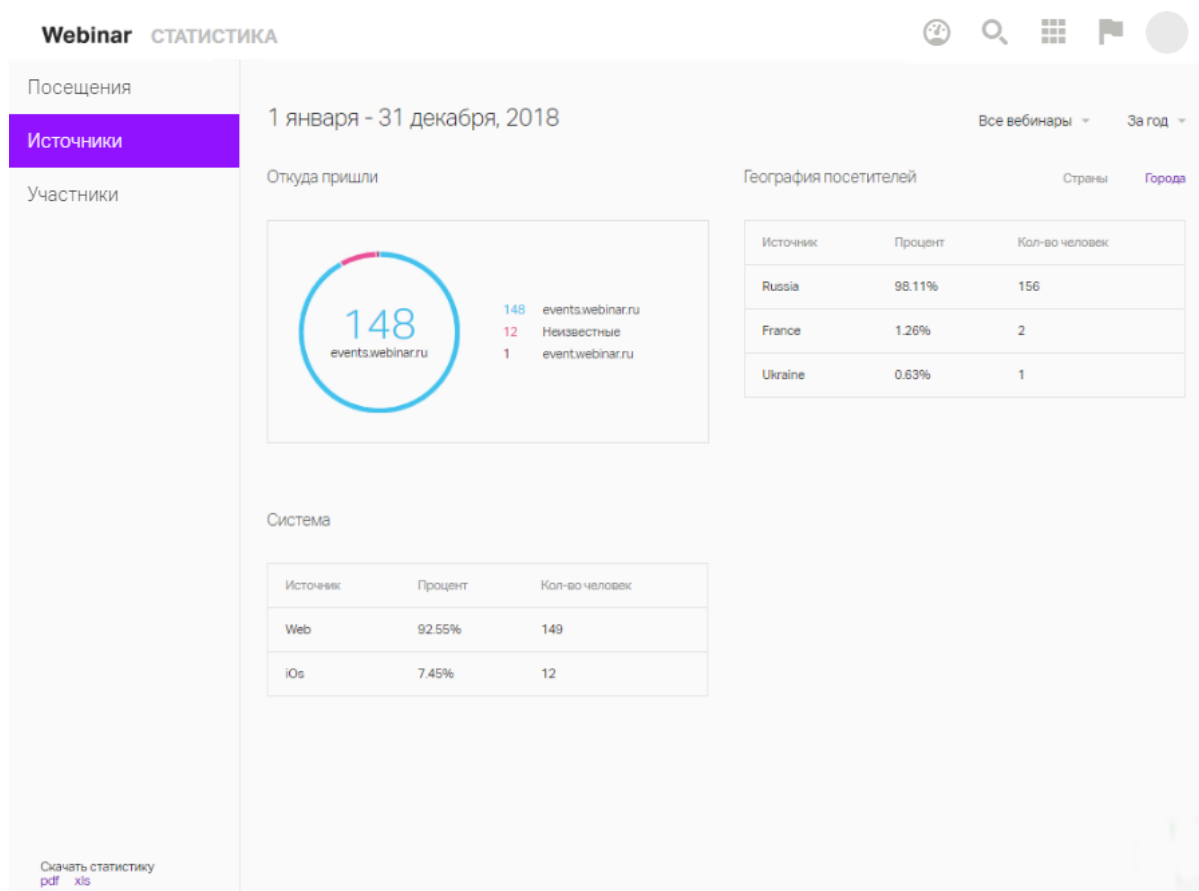 Webinar СТАТИСТИКА
Посещения
Источники
Участники
1 января - 31 декабря, 2018
Все вебинары
За год
Откуда пришли
148
events.webinar.ru
148 events.webinar.ru
12 Неизвестные
1 event.webinar.ru
География посетителей
Страны Города
Источник Процент Кол-во человек
Russia 98.11% 156
France 1.26% 2
Ukraine 0.63% 1
Система
Источник Процент Кол-во человек
Web 92.55% 149
iOs 7.45% 12
Скачать статистику
pdf xls